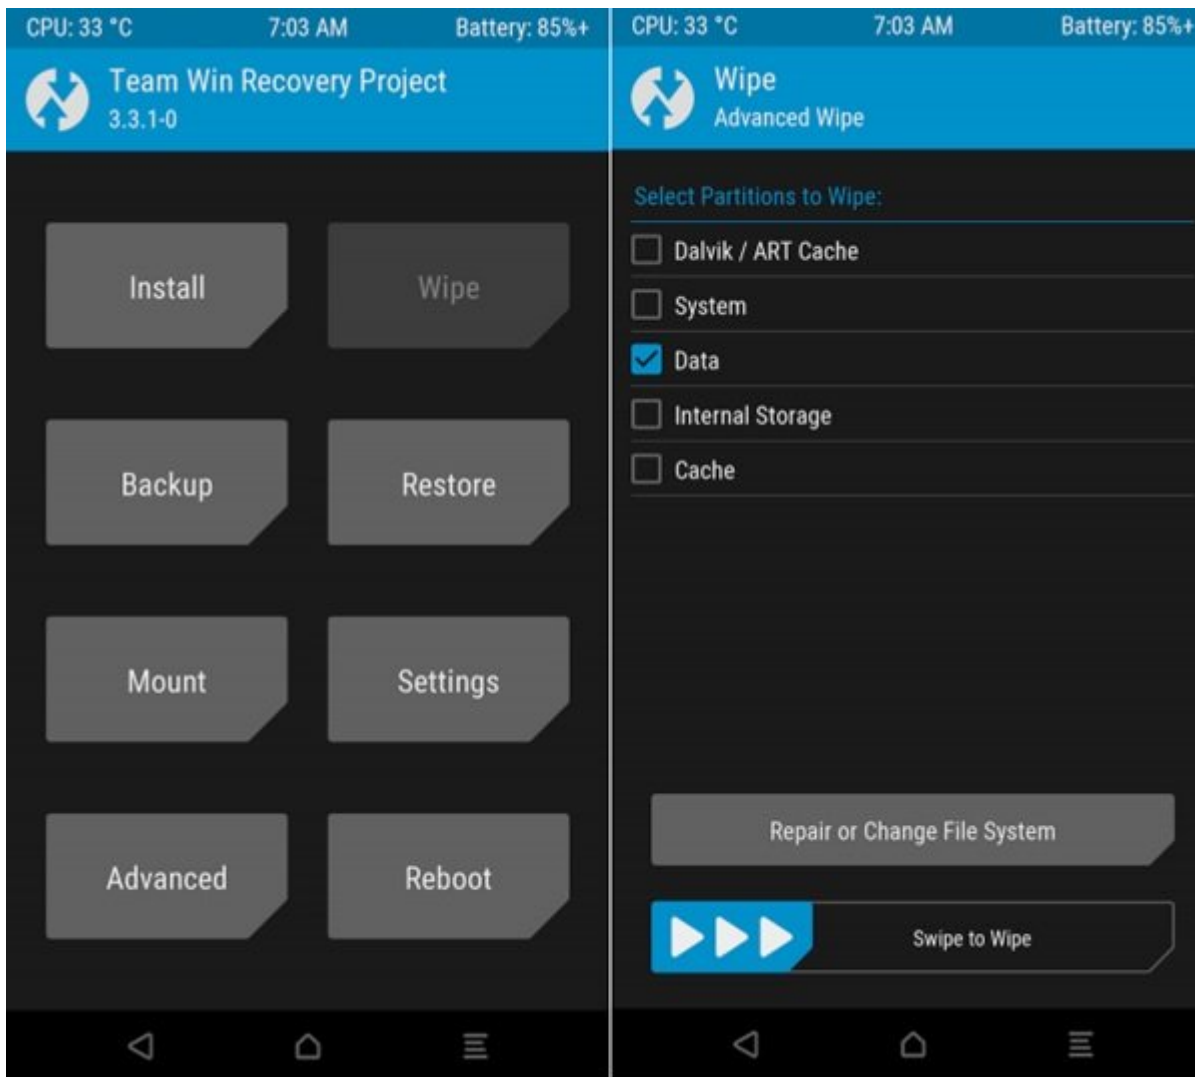 CPU: 33 °C 7:03 AM Battery: 85%+
Team Win Recovery Project
3.3.1-0
Install Wipe
Backup Restore
Mount Settings
Advanced Reboot
CPU: 33 °C 7:03 AM Battery: 85%+
Wipe
Advanced Wipe
Select Partitions to Wipe:
Dalvik / ART Cache
System
Data
Internal Storage
Cache
Repair or Change File System
Swipe to Wipe